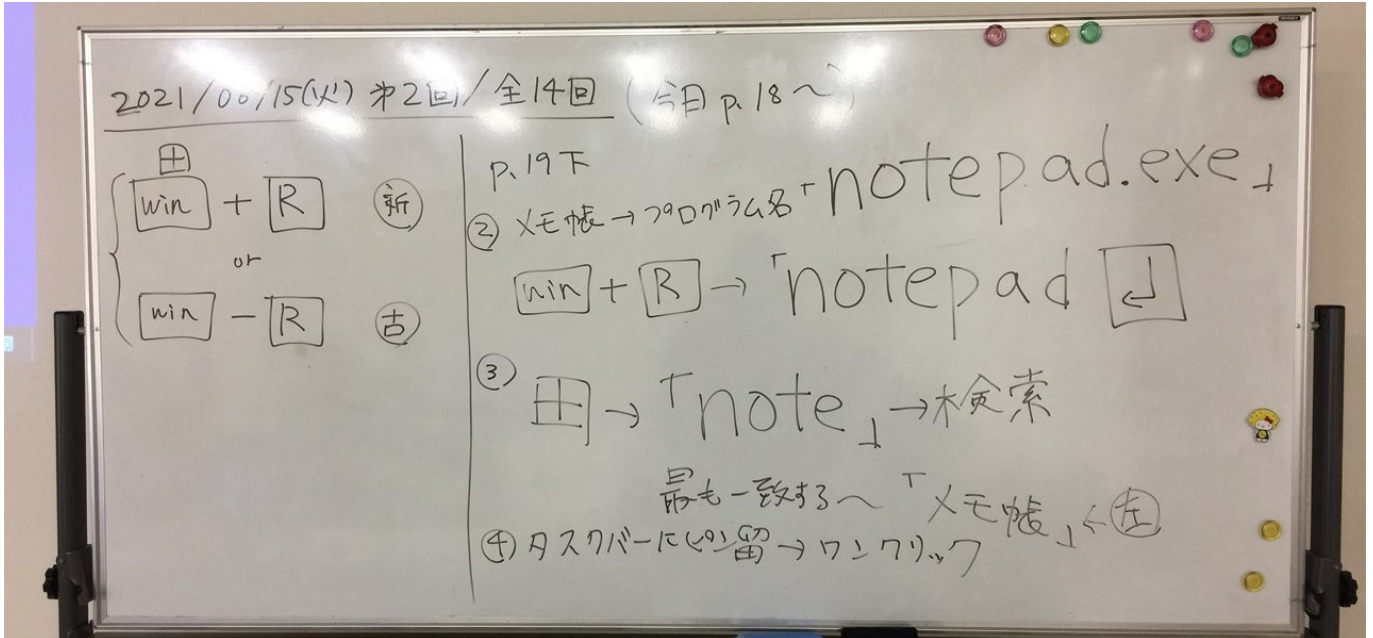 2021/06/15(火) 第2回/全14回 (今日 p.18~)
田
win + R 新
or
win - R 古
p.19下
② メモ帳→プログラム名「notepad.exe」
win + R →「notepad ↲
③ 田→「note」→検索
最も一致する~「メモ帳」←左
④ タスクバーにピン留→ワンクリック